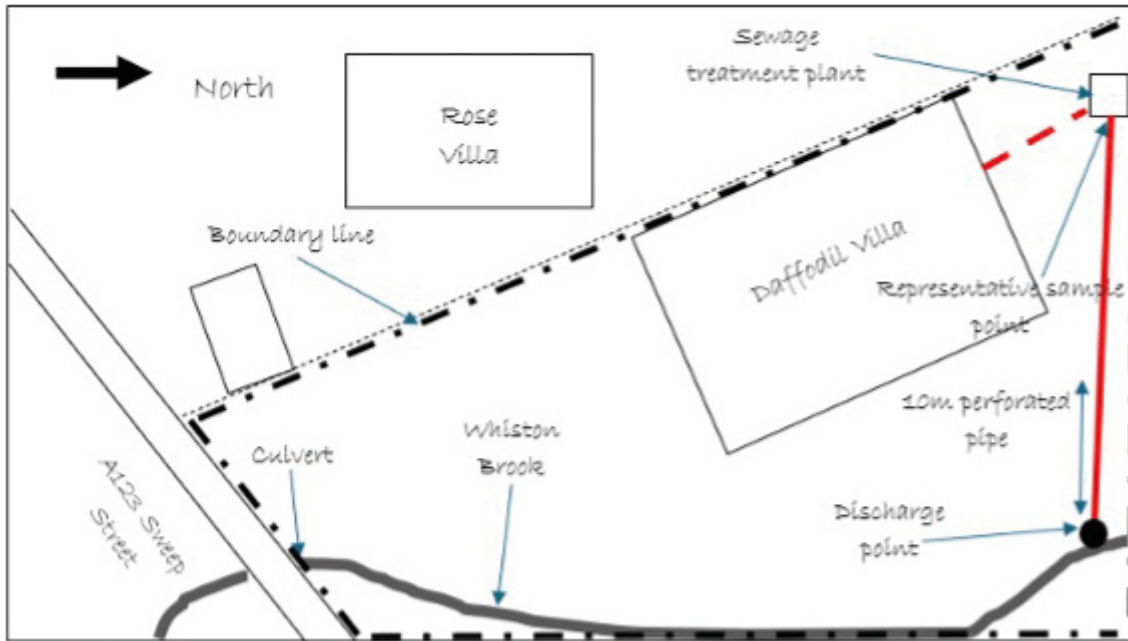 Sewage
treatment plant
North
Rose
Villa
Boundary line
Daffodil Villa
Representative sample
point
10m perforated
pipe
Culvert
Whiston
Brook
A123 Sweep
Street
Discharge
point